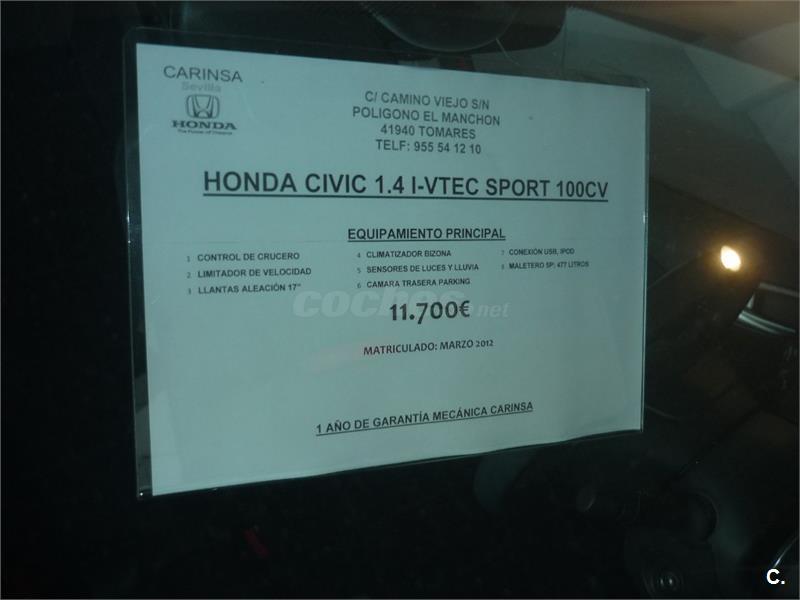 CARINSA
Sevilla
HONDA
The Power of Dreams
C/ CAMINO VIEJO S/N
POLIGONO EL MANCHON
41940 TOMARES
TELF: 955 54 12 10
HONDA CIVIC 1.4 I-VTEC SPORT 100CV
EQUIPAMIENTO PRINCIPAL
1 CONTROL DE CRUCERO
2 LIMITADOR DE VELOCIDAD
3 LLANTAS ALEACIÓN 17"
4 CLIMATIZADOR BIZONA
5 SENSORES DE LUCES Y LLUVIA
6 CAMARA TRASERA PARKING
7 CONEXIÓN USB, IPOD
8 MALETERO 5P: 477 LITROS
coches.net
11.700€
MATRICULADO: MARZO 2012
1 AÑO DE GARANTÍA MECÁNICA CARINSA
C.